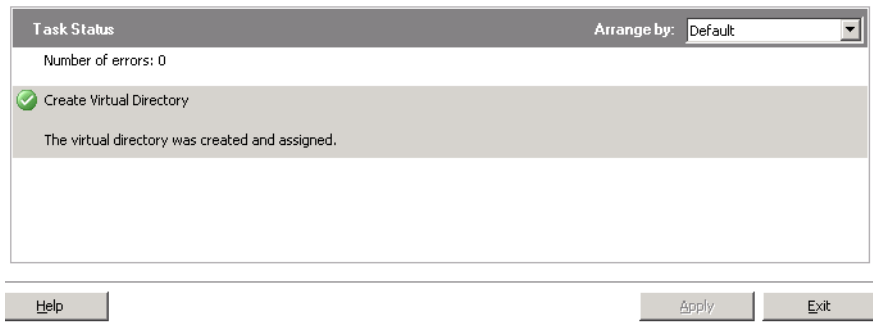 Task Status Arrange by: Default
Number of errors: 0
Create Virtual Directory
The virtual directory was created and assigned.
Help Apply Exit